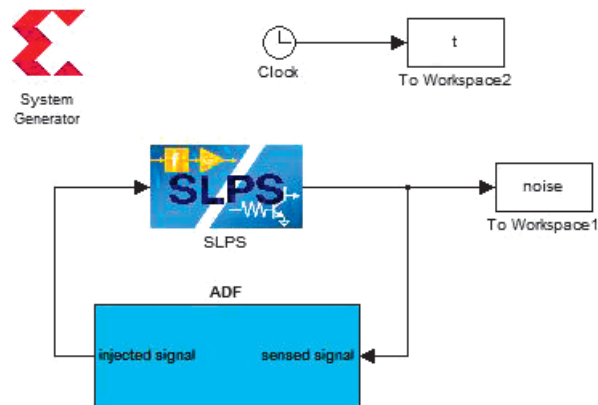 System
Generator
Clock
t
To Workspace2
f
SLPS
SLPS
noise
To Workspace1
ADF
injected signal
sensed signal